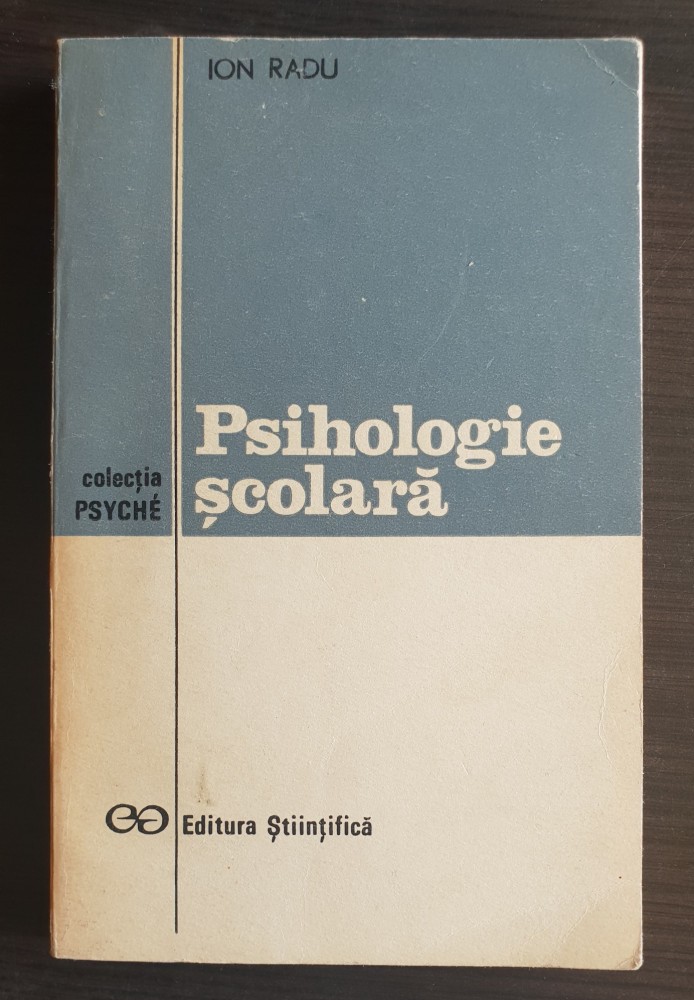 ION RADU
Psihologie
școlară
colecția
PSYCHÉ
Editura Științifică